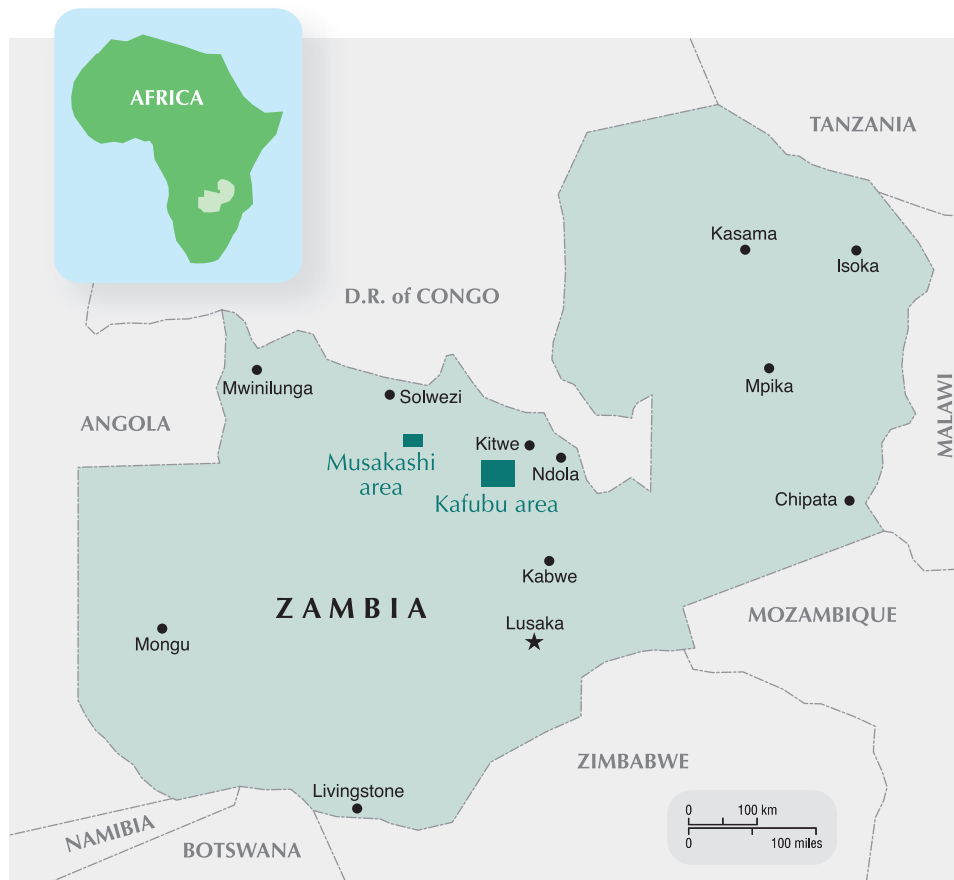 AFRICA
TANZANIA
Kasama
Isoka
D.R. of CONGO
Mwinilunga
Solwezi
Mpika
MALAWI
ANGOLA
Kitwe
Musakashi
area
Ndola
Kafubu area
Chipata
Kabwe
ZAMBIA
MOZAMBIQUE
Lusaka
Mongu
ZIMBABWE
Livingstone
0 100 km
0 100 miles
NAMIBIA
BOTSWANA